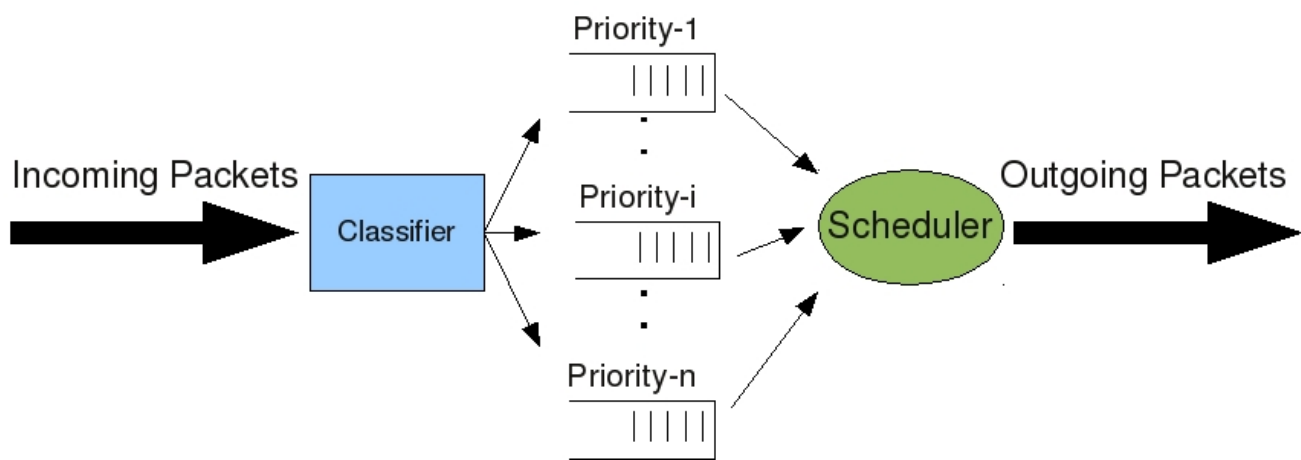 Priority-1
Incoming Packets
Classifier
Priority-i
Scheduler
Outgoing Packets
Priority-n